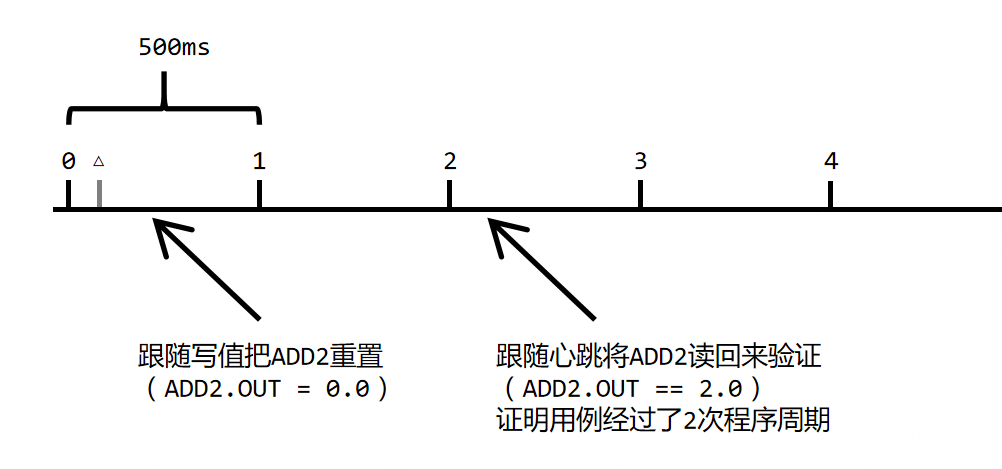 500ms
0 △ 1 2 3 4
跟随写值把ADD2重置
（ADD2.OUT = 0.0）
跟随心跳将ADD2读回来验证
（ADD2.OUT == 2.0）
证明用例经过了2次程序周期